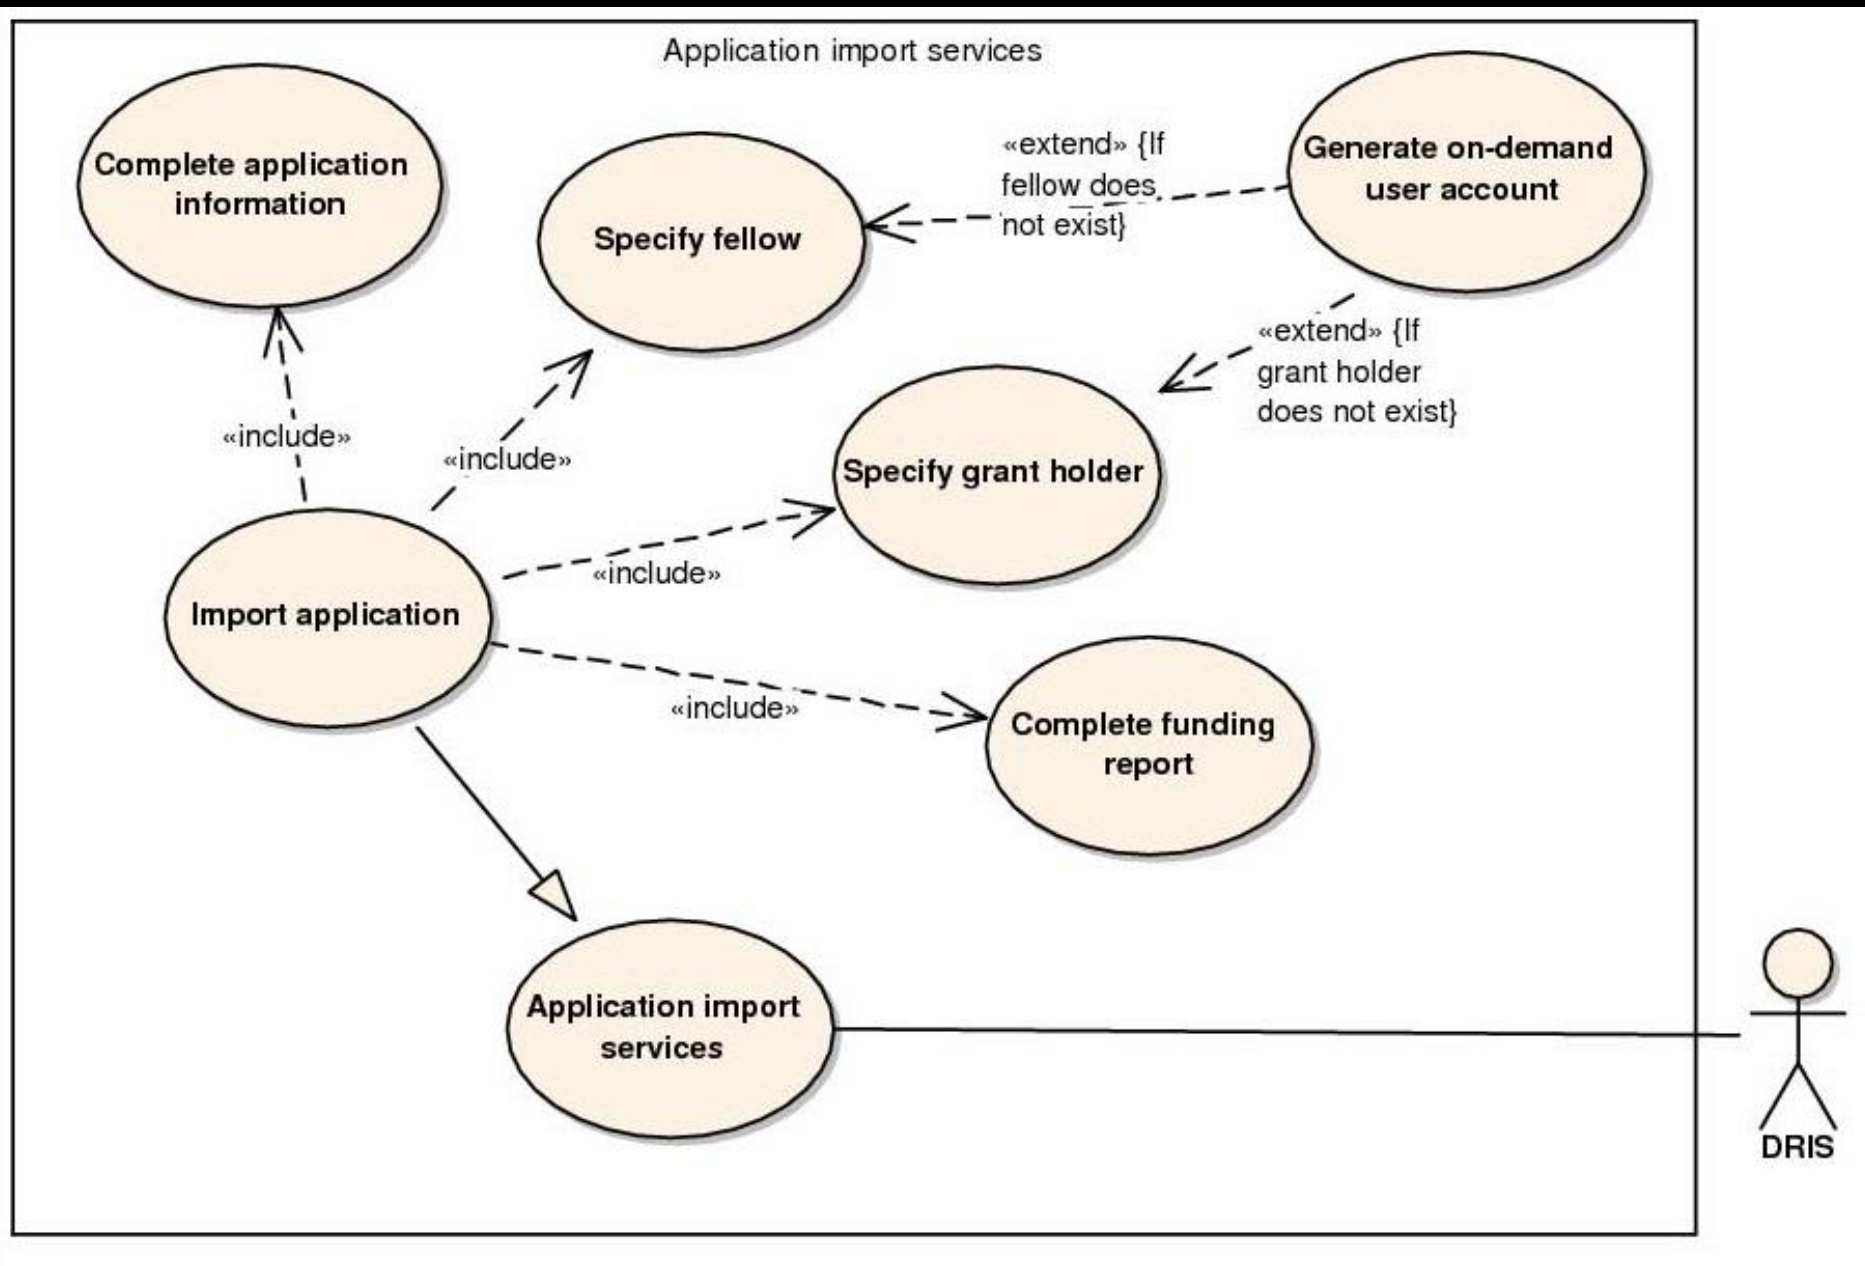 Application import services
Complete application
information
Specify fellow
«extend» {If
fellow does
not exist}
Generate on-demand
user account
«extend» {If
grant holder
does not exist}
«include»
«include»
Specify grant holder
«include»
Import application
«include»
Complete funding
report
Application import
services
DRIS